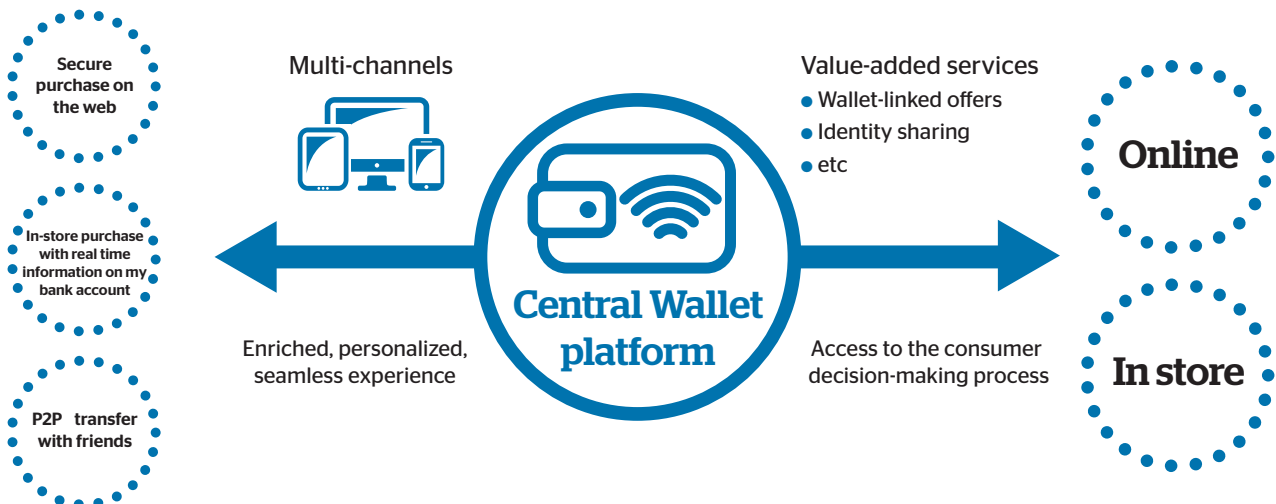 Secure
purchase on
the web
In-store purchase
with real time
information on my
bank account
P2P transfer
with friends
Multi-channels
Enriched, personalized,
seamless experience
Central Wallet
platform
Value-added services
• Wallet-linked offers
• Identity sharing
• etc
Access to the consumer
decision-making process
Online
In store